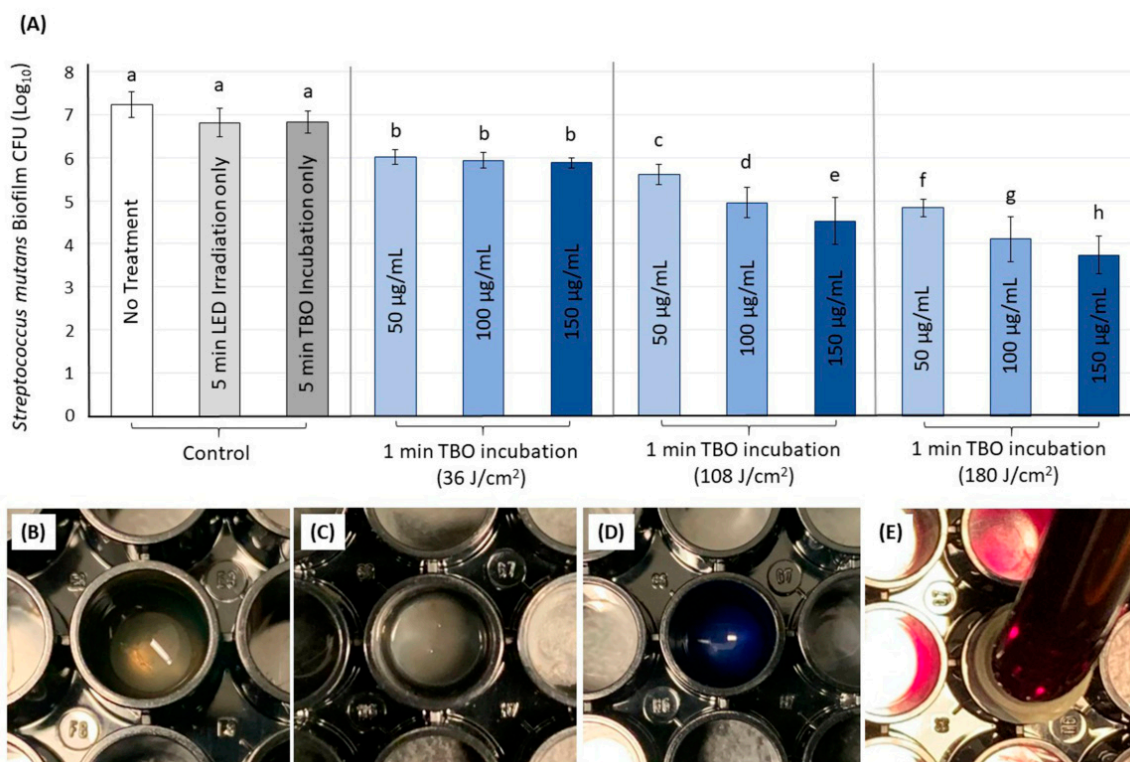 (A)
Streptococcus mutans Biofilm CFU (Log10)
8
7
6
5
4
3
2
1
0
a
a
a
b
b
b
c
d
e
f
g
h
No Treatment
5 min LED Irradiation only
5 min TBO Incubation only
50 µg/mL
100 µg/mL
150 µg/mL
50 µg/mL
100 µg/mL
150 µg/mL
50 µg/mL
100 µg/mL
150 µg/mL
Control
1 min TBO incubation
(36 J/cm²)
1 min TBO incubation
(108 J/cm²)
1 min TBO incubation
(180 J/cm²)
(B)
(C)
(D)
(E)